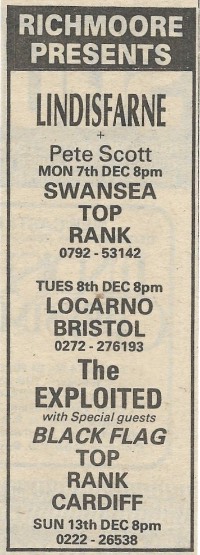 RICHMOORE
PRESENTS
LINDISFARNE
+
Pete Scott
MON 7th DEC 8pm
SWANSEA
TOP
RANK
0792 - 53142
TUES 8th DEC 8pm
LOCARNO
BRISTOL
0272 - 276193
The
EXPLOITED
with Special guests
BLACK FLAG
TOP
RANK
CARDIFF
SUN 13th DEC 8pm
0222 - 26538